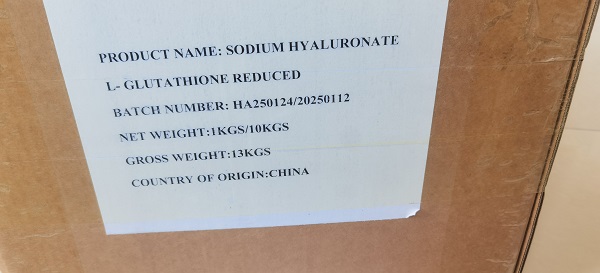 PRODUCT NAME: SODIUM HYALURONATE
L- GLUTATHIONE REDUCED
BATCH NUMBER: HA250124/20250112
NET WEIGHT:1KGS/10KGS
GROSS WEIGHT:13KGS
COUNTRY OF ORIGIN:CHINA